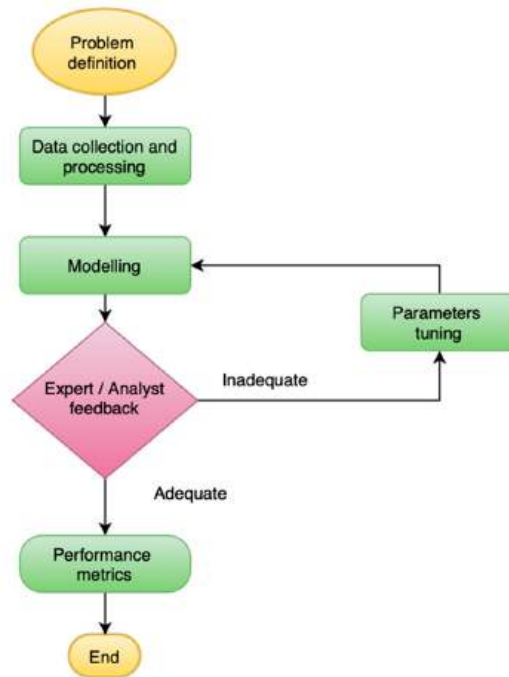 Problem
definition
Data collection and
processing
Modelling
Parameters
tuning
Expert / Analyst
feedback
Inadequate
Adequate
Performance
metrics
End